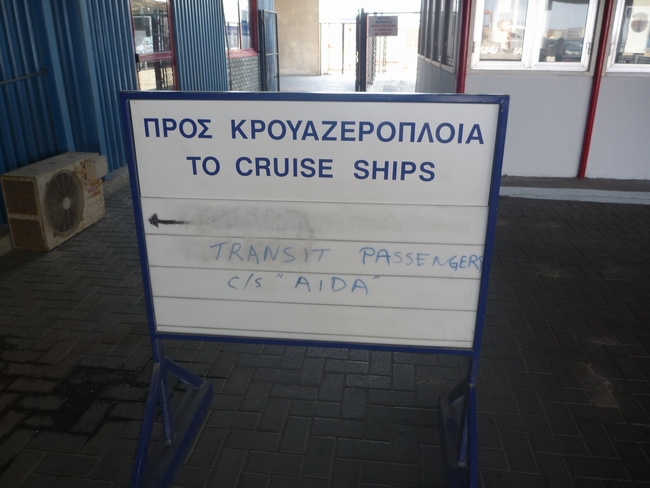 ΠΡΟΣ ΚΡΟΥΑΖΕΡΟΠΛΟΙΑ
TO CRUISE SHIPS
TRANSIT PASSENGERS
c/s "AIDA"